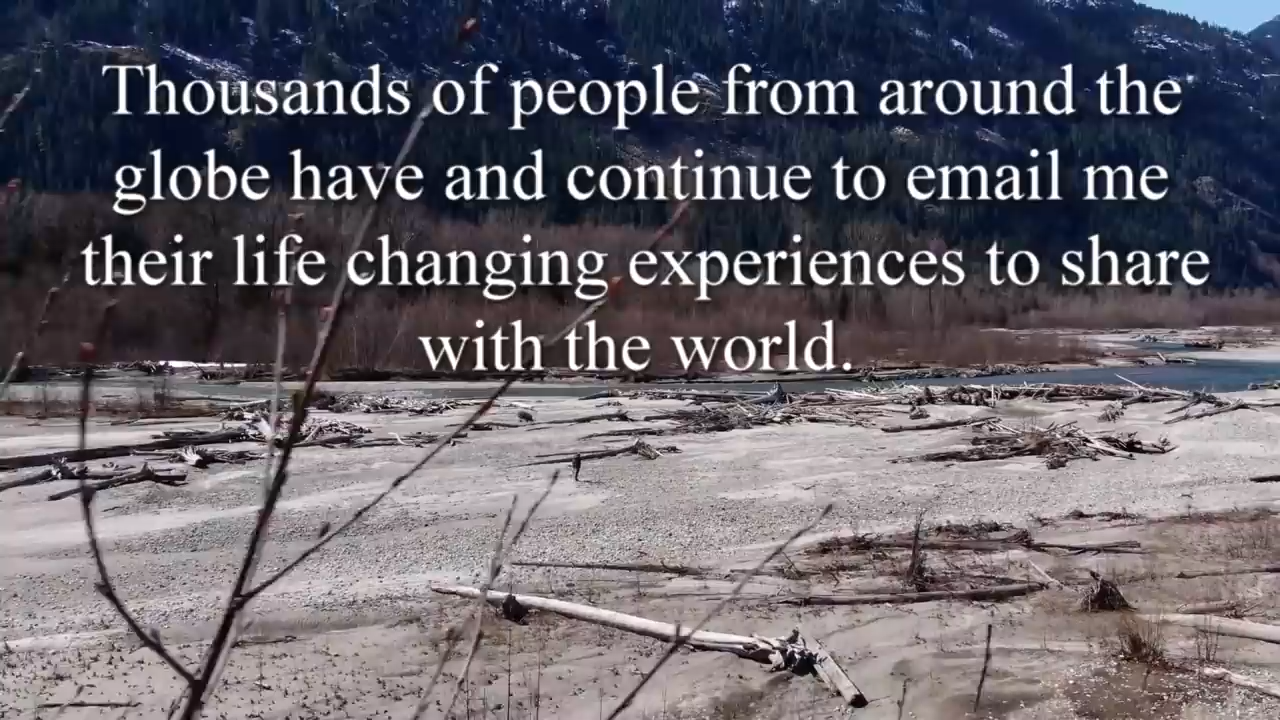 Thousands of people from around the
globe have and continue to email me
their life changing experiences to share
with the world.